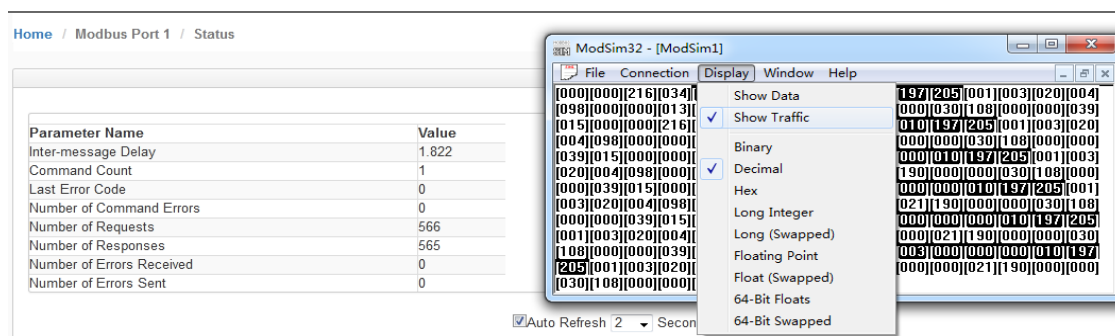 Home / Modbus Port 1 / Status
Parameter Name Value
Inter-message Delay 1.822
Command Count 1
Last Error Code 0
Number of Command Errors 0
Number of Requests 566
Number of Responses 565
Number of Errors Received 0
Number of Errors Sent 0
Auto Refresh 2 Secon
ModSim32 - [ModSim1]
File Connection Display Window Help
[000][000][216][034][ 197][205][001][003][020][004]
[098][000][000][013][ 000][030][108][000][000][039]
[015][000][000][216][ 010][197][205][001][003][020]
[004][098][000][000][ 000][000][030][108][000][000]
[039][015][000][000][ 000][010][197][205][001][003]
[020][004][098][000][ 190][000][000][030][108][000]
[000][039][015][000][ 000][000][010][197][205][001]
[003][020][004][098][ 021][190][000][000][030][108]
[000][000][039][015][ 000][000][000][010][197][205]
[001][003][020][004][ 000][021][190][000][000][030]
[108][000][000][039][ 003][000][000][000][010][197]
[205][001][003][020][ [000][000][021][190][000][000]
[030][108][000][000][
Show Data
Show Traffic
Binary
Decimal
Hex
Long Integer
Long (Swapped)
Floating Point
Float (Swapped)
64-Bit Floats
64-Bit Swapped